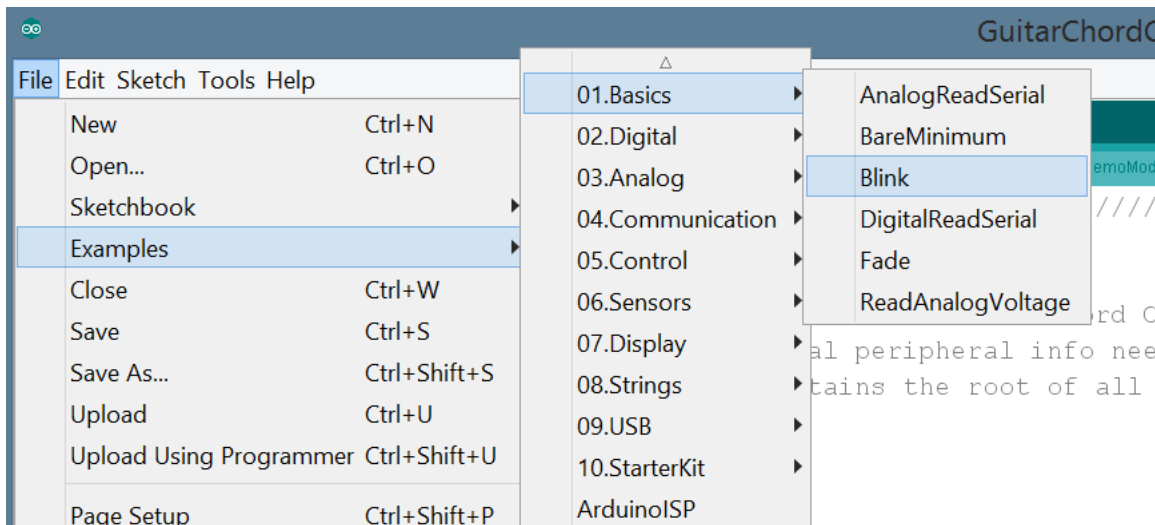 GuitarChordC
File Edit Sketch Tools Help
New Ctrl+N
Open... Ctrl+O
Sketchbook
Examples
Close Ctrl+W
Save Ctrl+S
Save As... Ctrl+Shift+S
Upload Ctrl+U
Upload Using Programmer Ctrl+Shift+U
Page Setup Ctrl+Shift+P
01.Basics
02.Digital
03.Analog
04.Communication
05.Control
06.Sensors
07.Display
08.Strings
09.USB
10.StarterKit
ArduinoISP
AnalogReadSerial
BareMinimum
Blink
DigitalReadSerial
Fade
ReadAnalogVoltage
emoMod
////
ord C
al peripheral info nee
tains the root of all